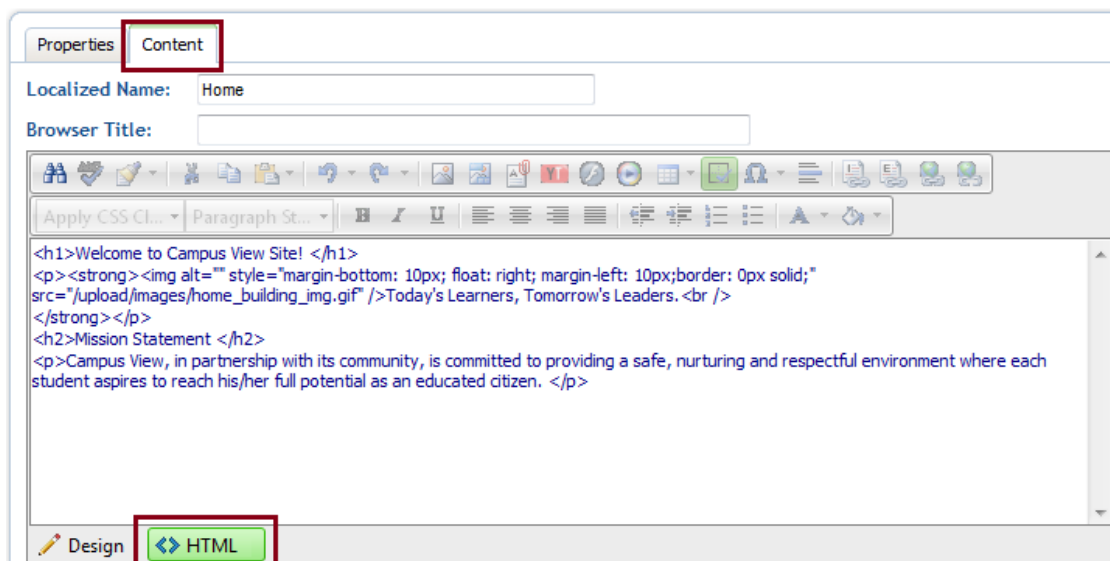 Properties Content
Localized Name: Home
Browser Title:
Apply CSS Cl... Paragraph St... B I U A
<h1>Welcome to Campus View Site! </h1>
<p><strong><img alt="" style="margin-bottom: 10px; float: right; margin-left: 10px;border: 0px solid;"
src="/upload/images/home_building_img.gif" />Today's Learners, Tomorrow's Leaders.<br />
</strong></p>
<h2>Mission Statement </h2>
<p>Campus View, in partnership with its community, is committed to providing a safe, nurturing and respectful environment where each
student aspires to reach his/her full potential as an educated citizen. </p>
Design <> HTML